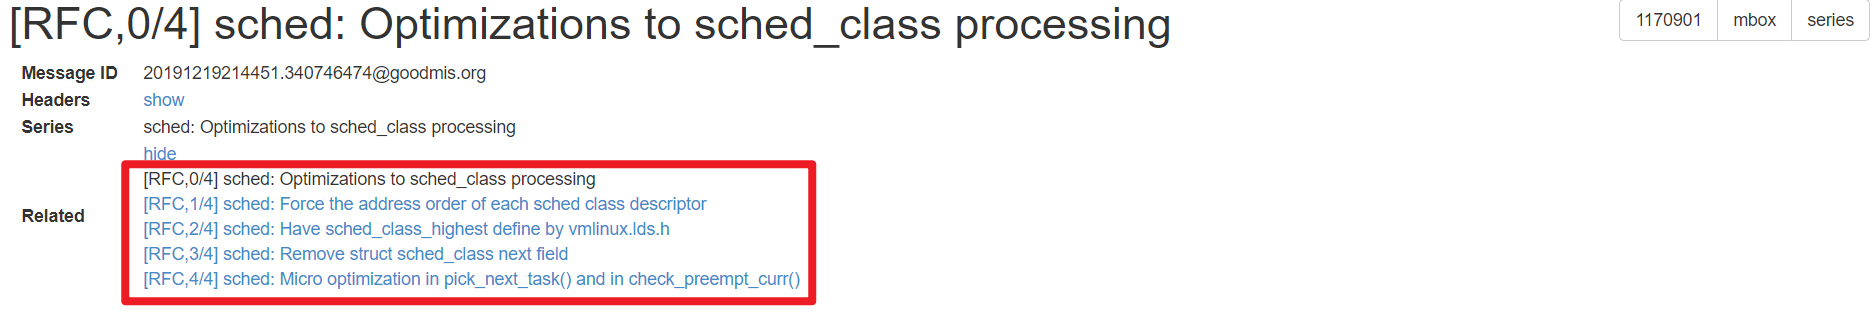 [RFC,0/4] sched: Optimizations to sched_class processing
1170901 mbox series
Message ID 20191219214451.340746474@goodmis.org
Headers show
Series sched: Optimizations to sched_class processing
hide
[RFC,0/4] sched: Optimizations to sched_class processing
[RFC,1/4] sched: Force the address order of each sched class descriptor
Related
[RFC,2/4] sched: Have sched_class_highest define by vmlinux.lds.h
[RFC,3/4] sched: Remove struct sched_class next field
[RFC,4/4] sched: Micro optimization in pick_next_task() and in check_preempt_curr()